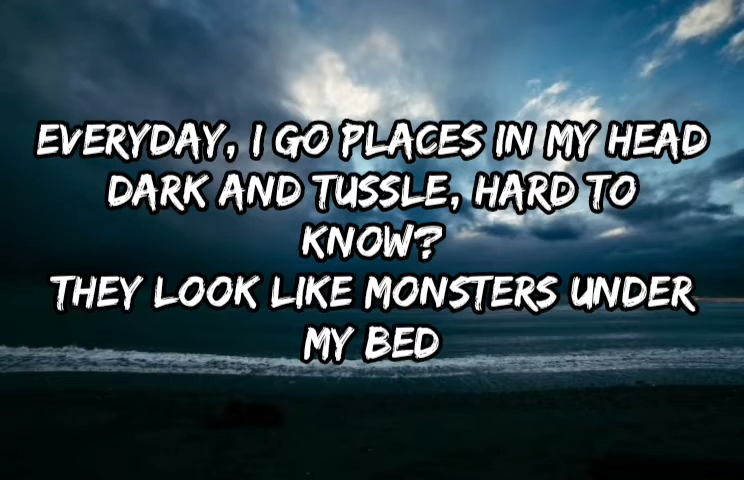 EVERYDAY, I GO PLACES IN MY HEAD
DARK AND TUSSLE, HARD TO
KNOW?
THEY LOOK LIKE MONSTERS UNDER
MY BED